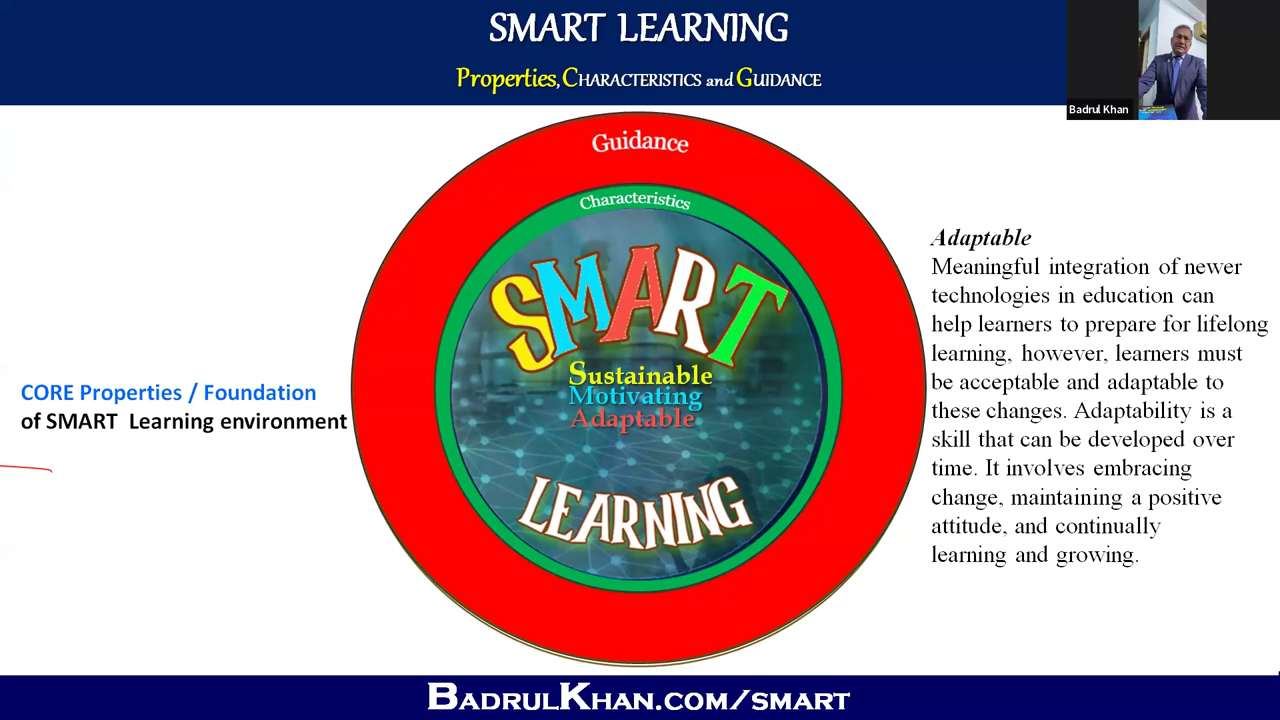 SMART LEARNING
Properties, CHARACTERISTICS and GUIDANCE
Badrul Khan
Guidance
Characteristics
SMART
Sustainable
Motivating
Adaptable
LEARNING
CORE Properties / Foundation
of SMART Learning environment
Adaptable
Meaningful integration of newer
technologies in education can
help learners to prepare for lifelong
learning, however, learners must
be acceptable and adaptable to
these changes. Adaptability is a
skill that can be developed over
time. It involves embracing
change, maintaining a positive
attitude, and continually
learning and growing.
BADRULKHAN.COM/SMART